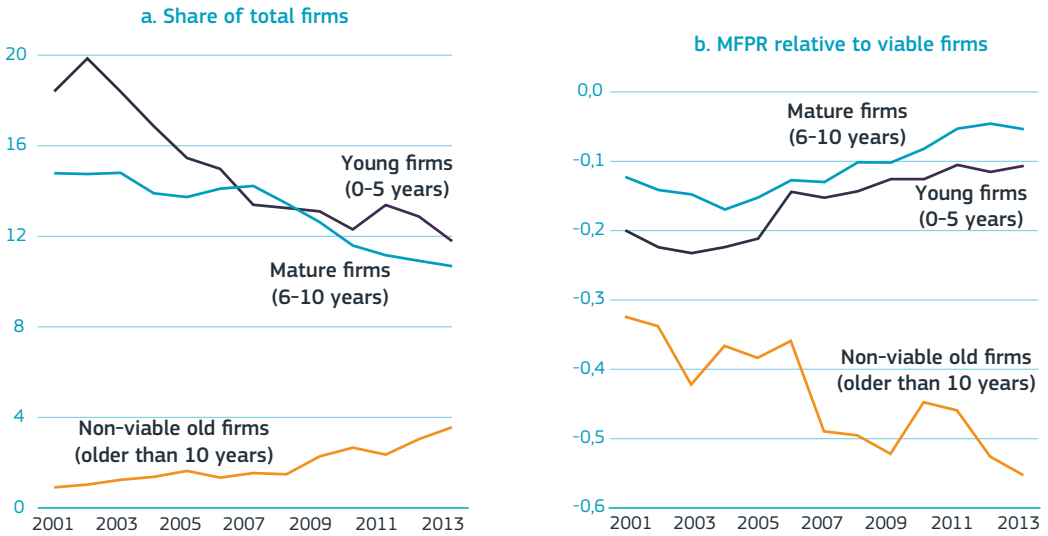 a. Share of total firms
20
16
12
8
4
0
Young firms
(0-5 years)
Mature firms
(6-10 years)
Non-viable old firms
(older than 10 years)
2001 2003 2005 2007 2009 2011 2013
b. MFPR relative to viable firms
0,0
-0,1
-0,2
-0,3
-0,4
-0,5
-0,6
Mature firms
(6-10 years)
Young firms
(0-5 years)
Non-viable old firms
(older than 10 years)
2001 2003 2005 2007 2009 2011 2013